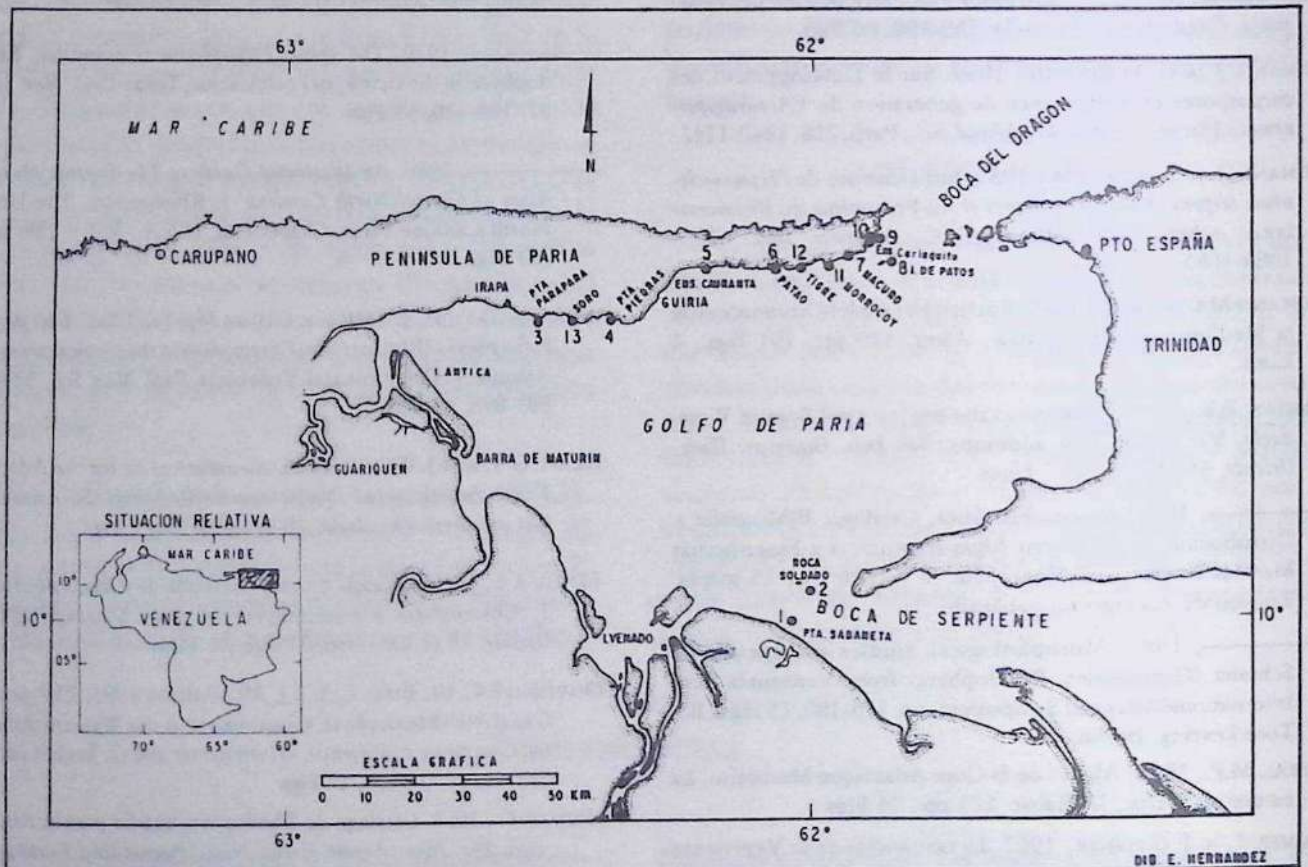 63°
62°
MAR CARIBE
N
BOCA DEL DRAGON
CARUPANO
PENINSULA DE PARIA
10
9
Ens. Cariaquito
8 I. DE PATOS
PTO. ESPAÑA
IRAPA
PTA. PARAPARA
SORO
PTA. PIEDRAS
5
ENS. CAURANTA
GUIRIA
6
12
PATAO
TIGRE
11
7
MACURO
MORROCOY
3
13
4
TRINIDAD
I. ANTICA
GOLFO DE PARIA
GUARIQUEN
BARRA DE MATURIN
SITUACION RELATIVA
MAR CARIBE
10°
VENEZUELA
05°
70°
65°
60°
10°
10°
ROCA SOLDADO
2
BOCA DE SERPIENTE
1
PTA. SABANETA
I. VENADO
ESCALA GRAFICA
0 10 20 30 40 50 KM.
63°
62°
DIB E. HERNANDEZ